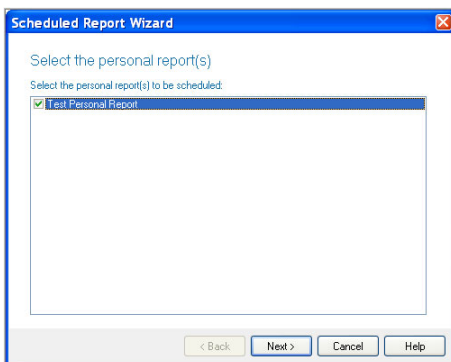 Scheduled Report Wizard
Select the personal report(s)
Select the personal report(s) to be scheduled:
Test Personal Report
< Back Next > Cancel Help